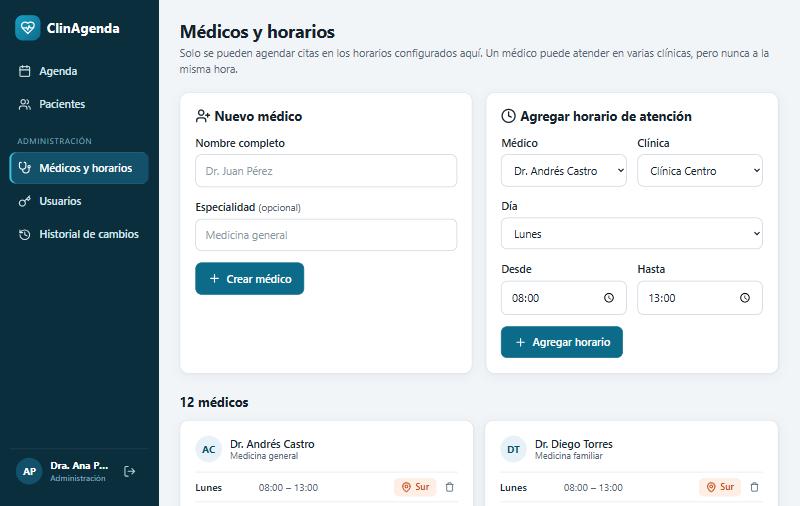 ClinAgenda
Agenda
Pacientes
ADMINISTRACIÓN
Médicos y horarios
Usuarios
Historial de cambios
AP
Dra. Ana P...
Administración
Médicos y horarios
Solo se pueden agendar citas en los horarios configurados aquí. Un médico puede atender en varias clínicas, pero nunca a la
misma hora.
Nuevo médico
Nombre completo
Dr. Juan Pérez
Especialidad (opcional)
Medicina general
+ Crear médico
Agregar horario de atención
Médico Clínica
Dr. Andrés Castro Clínica Centro
Día
Lunes
Desde Hasta
08:00 13:00
+ Agregar horario
12 médicos
AC
Dr. Andrés Castro
Medicina general
Lunes 08:00 – 13:00 Sur
DT
Dr. Diego Torres
Medicina familiar
Lunes 08:00 – 13:00 Sur